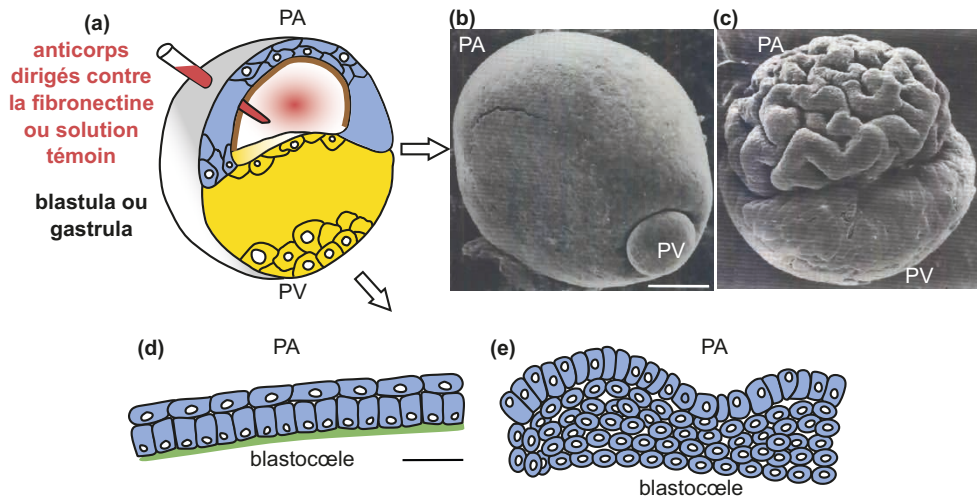 PA
(a)
anticorps
dirigés contre
la fibronectine
ou solution
témoin
blastula ou
gastrula
PV
(b)
PA
PV
(c)
PA
PV
(d)
PA
blastocœle
(e)
PA
blastocœle